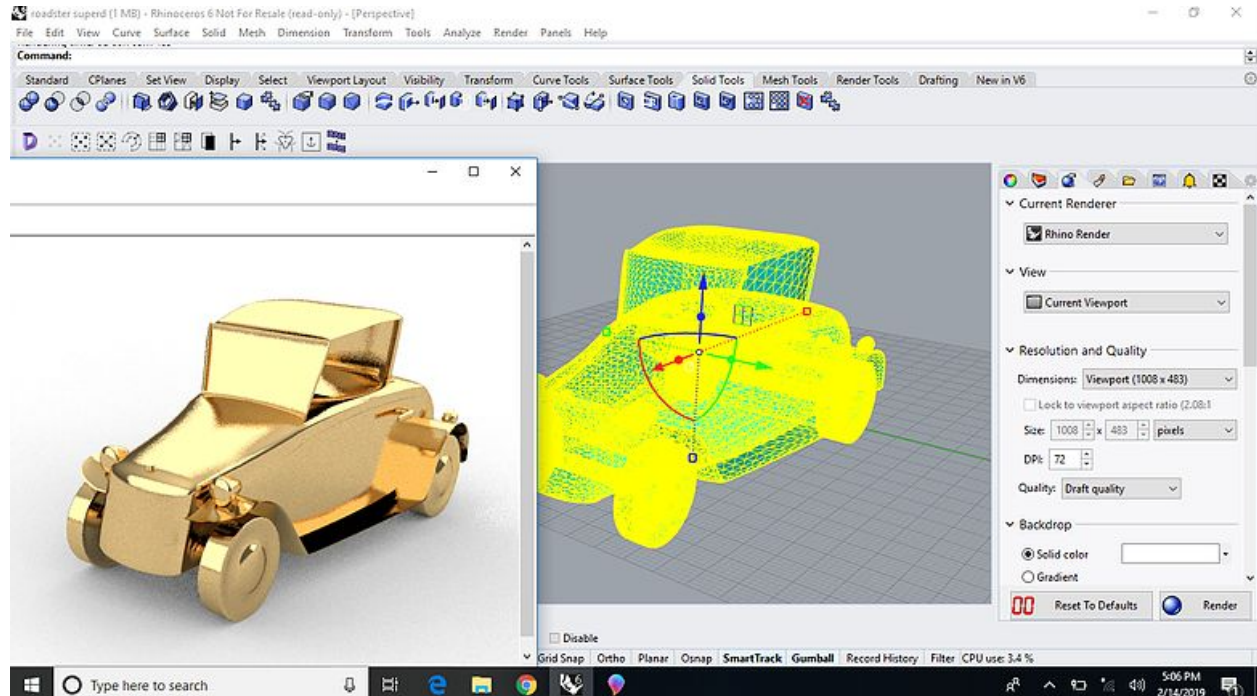 roadster superd (1 MB) - Rhinoceros 6 Not For Resale (read-only) - [Perspective]
File Edit View Curve Surface Solid Mesh Dimension Transform Tools Analyze Render Panels Help
Command:
Standard CPlanes Set View Display Select Viewport Layout Visibility Transform Curve Tools Surface Tools Solid Tools Mesh Tools Render Tools Drafting New in V6
Current Renderer
Rhino Render
View
Current Viewport
Resolution and Quality
Dimensions: Viewport (1008 x 483)
Lock to viewport aspect ratio (2.08:1
Size: 1008 x 483 pixels
DPI: 72
Quality: Draft quality
Backdrop
Solid color
Gradient
Reset To Defaults Render
Disable
Grid Snap Ortho Planar Osnap SmartTrack Gumball Record History Filter CPU use: 3.4 %
Type here to search
5:06 PM
2/14/2019